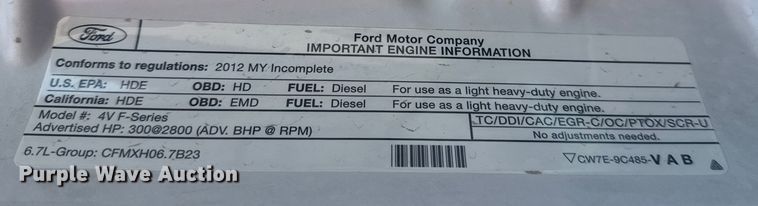 Ford
Ford Motor Company
IMPORTANT ENGINE INFORMATION
Conforms to regulations: 2012 MY Incomplete
U.S. EPA: HDE OBD: HD FUEL: Diesel For use as a light heavy-duty engine.
California: HDE OBD: EMD FUEL: Diesel For use as a light heavy-duty engine.
Model #: 4V F-Series
Advertised HP: 300@2800 (ADV. BHP @ RPM)
TC/DDI/CAC/EGR-C/OC/PTOX/SCR-U
No adjustments needed.
6.7L-Group: CFMXH06.7B23
▽CW7E-9C485-VAB
Purple Wave Auction